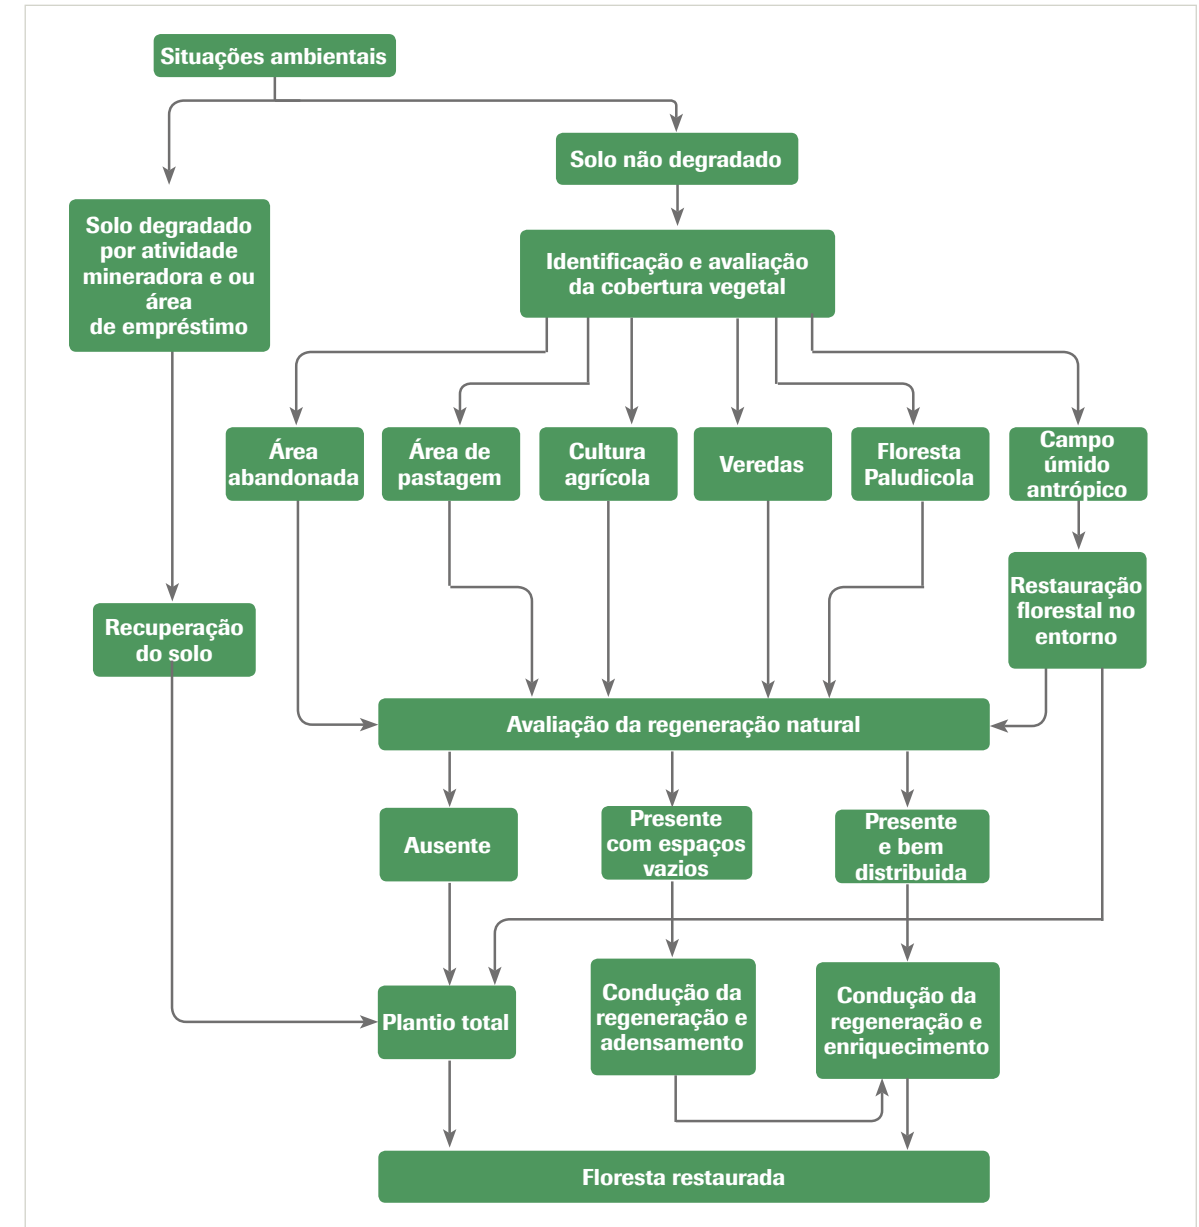 Situações ambientais
Solo não degradado
Solo degradado
por atividade
mineradora e ou
área
de empréstimo
Identificação e avaliação
da cobertura vegetal
Área
abandonada
Área de
pastagem
Cultura
agrícola
Veredas
Floresta
Paludicola
Campo
úmido
antrópico
Recuperação
do solo
Restauração
florestal no
entorno
Avaliação da regeneração natural
Ausente
Presente
com espaços
vazios
Presente
e bem
distribuida
Plantio total
Condução da
regeneração e
adensamento
Condução da
regeneração e
enriquecimento
Floresta restaurada